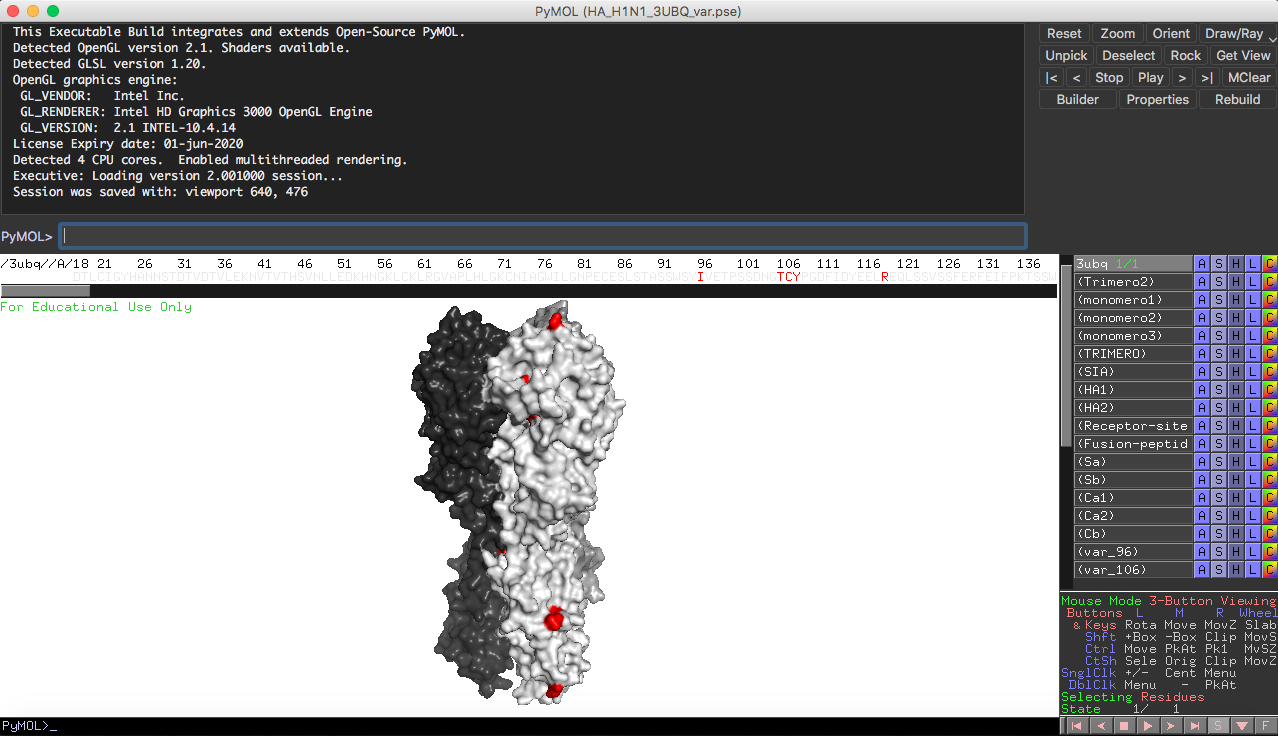 PyMOL (HA_H1N1_3UBQ_var.pse)
This Executable Build integrates and extends Open-Source PyMOL.
Detected OpenGL version 2.1. Shaders available.
Detected GLSL version 1.20.
OpenGL graphics engine:
GL_VENDOR: Intel Inc.
GL_RENDERER: Intel HD Graphics 3000 OpenGL Engine
GL_VERSION: 2.1 INTEL-10.4.14
License Expiry date: 01-jun-2020
Detected 4 CPU cores. Enabled multithreaded rendering.
Executive: Loading version 2.001000 session...
Session was saved with: viewport 640, 476
Reset Zoom Orient Draw/Ray
Unpick Deselect Rock Get View
|< < Stop Play > >| MClear
Builder Properties Rebuild
PyMOL>
/3ubq//A/18 21 26 31 36 41 46 51 56 61 66 71 76 81 86 91 96 101 106 111 116 121 126 131 136
I TCY R
For Educational Use Only
3ubq 1/1 A S H L C
(Trimero2) A S H L C
(monomero1) A S H L C
(monomero2) A S H L C
(monomero3) A S H L C
(TRIMERO) A S H L C
(SIA) A S H L C
(HA1) A S H L C
(HA2) A S H L C
(Receptor-site A S H L C
(Fusion-peptid A S H L C
(Sa) A S H L C
(Sb) A S H L C
(Ca1) A S H L C
(Ca2) A S H L C
(Cb) A S H L C
(var_96) A S H L C
(var_106) A S H L C
Mouse Mode 3-Button Viewing
Buttons L M R Wheel
& Keys Rota Move MovZ Slab
Shft +Box -Box Clip MovS
Ctrl Move PkAt Pk1 MvSZ
CtSh Sele Orig Clip MovZ
SnglClk +/- Cent Menu
DblClk Menu - PkAt
Selecting Residues
State 1/ 1
S F
PyMOL>_